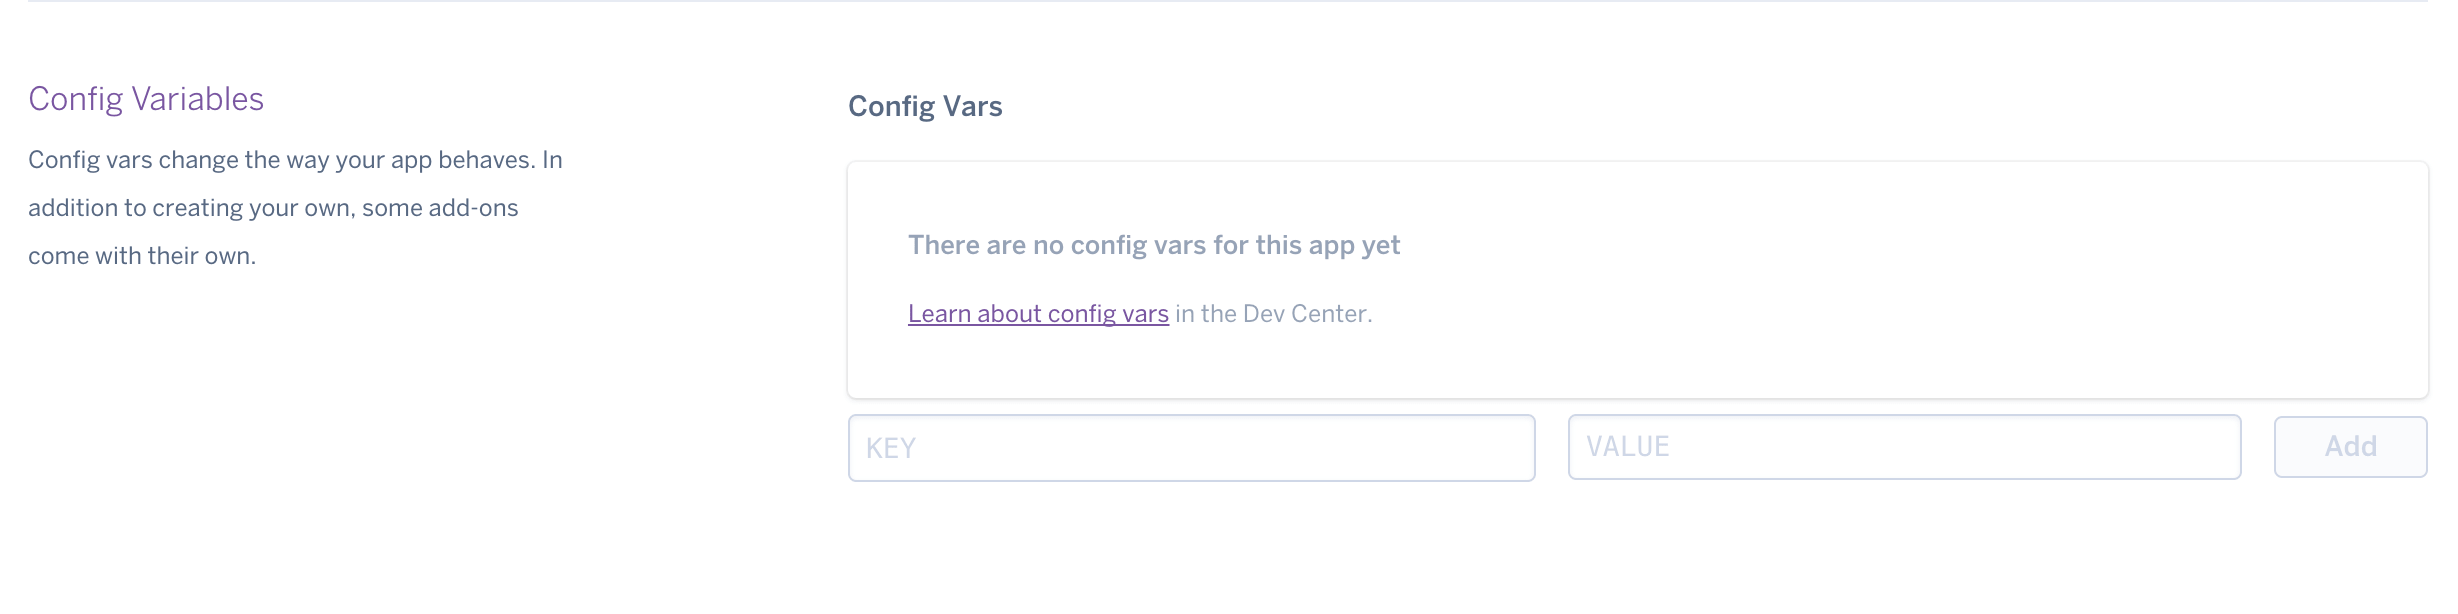 Config Variables
Config vars change the way your app behaves. In
addition to creating your own, some add-ons
come with their own.
Config Vars
There are no config vars for this app yet
Learn about config vars in the Dev Center.
KEY
VALUE
Add